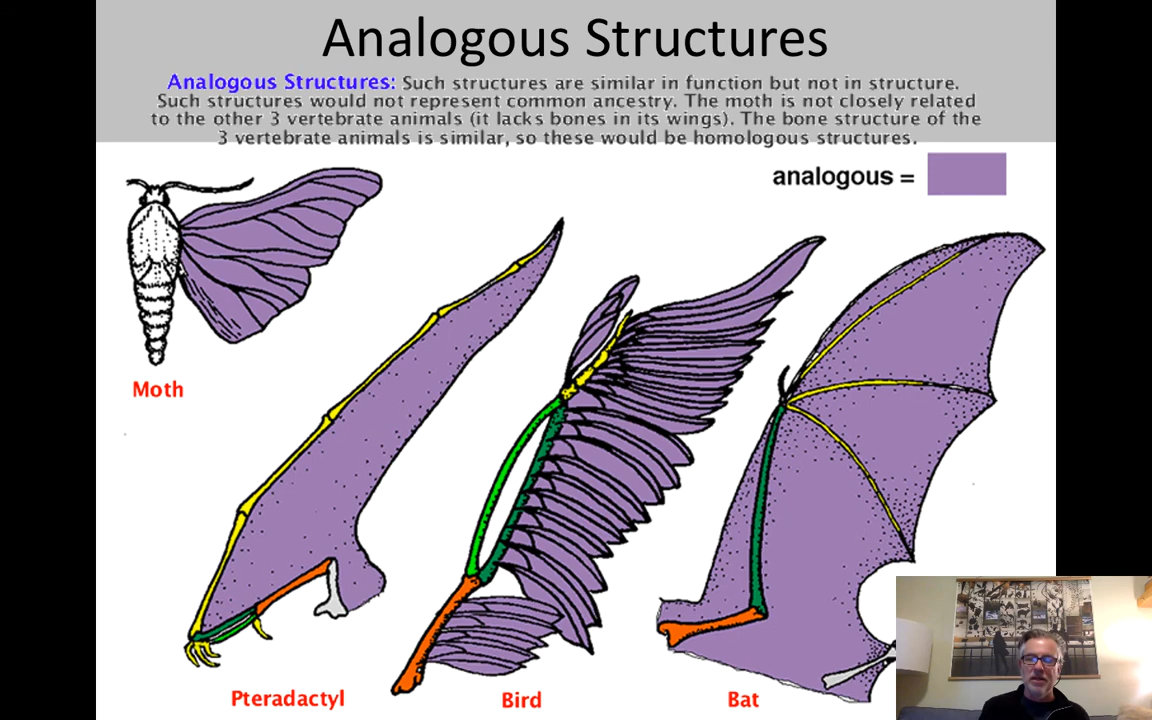 Analogous Structures
Analogous Structures: Such structures are similar in function but not in structure.
Such structures would not represent common ancestry. The moth is not closely related
to the other 3 vertebrate animals (it lacks bones in its wings). The bone structure of the
3 vertebrate animals is similar, so these would be homologous structures.
analogous =
Moth
Pteradactyl
Bird
Bat